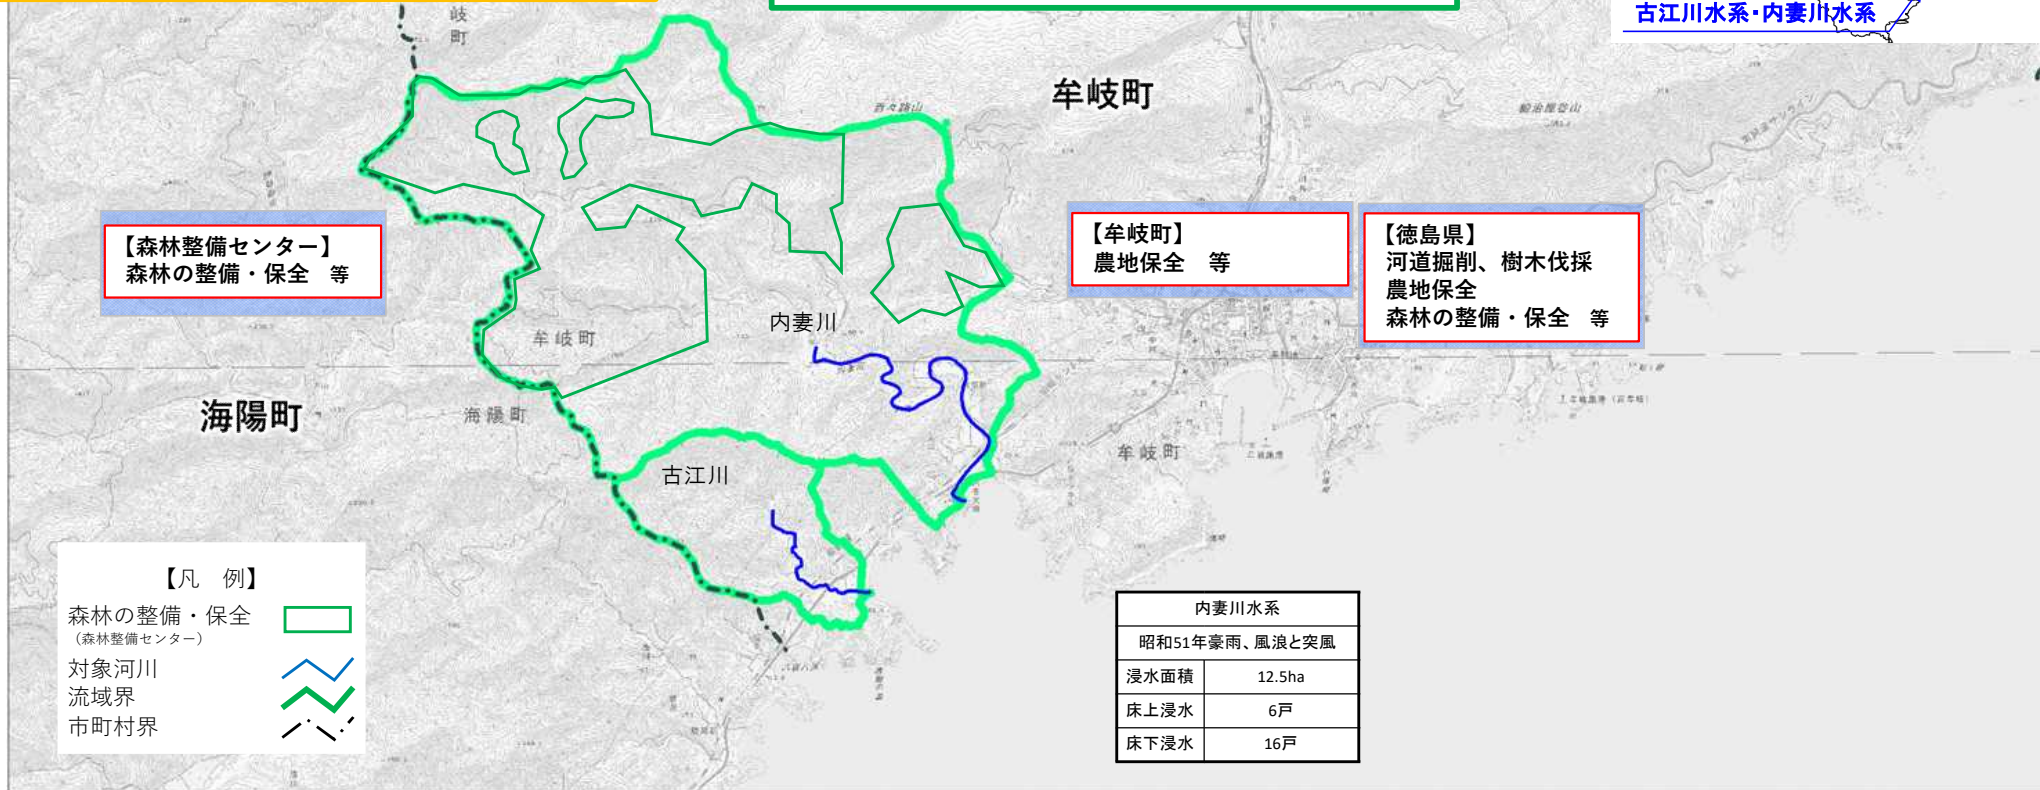 古江川水系・内妻川水系
岐
町
牟岐町
西々路山
【森林整備センター】
森林の整備・保全　等
【牟岐町】
農地保全　等
【徳島県】
河道掘削、樹木伐採
農地保全
森林の整備・保全　等
内妻川
牟岐町
海陽町
海陽町
牟岐町
古江川
【凡　例】
森林の整備・保全
（森林整備センター）
対象河川
流域界
市町村界
内妻川水系
昭和51年豪雨、風浪と突風
浸水面積 12.5ha
床上浸水 6戸
床下浸水 16戸